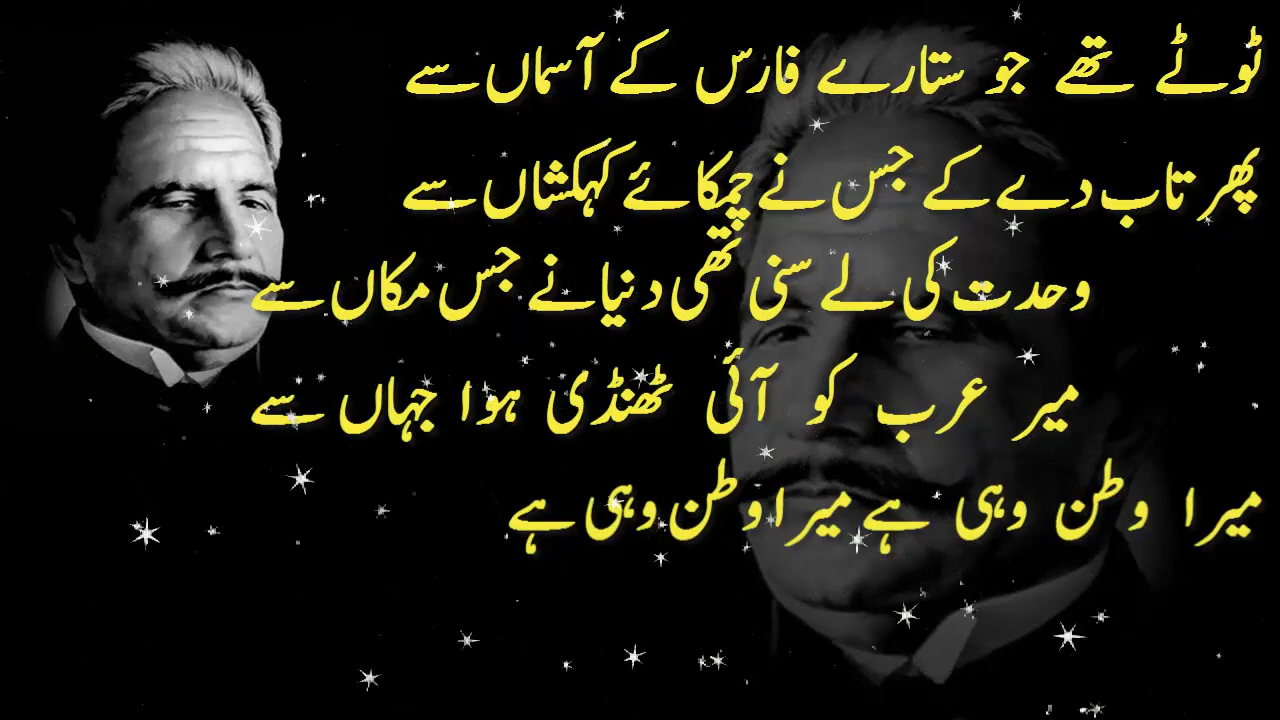 ٹوٹے تھے جو ستارے فارس کے آسماں سے
پھر تاب دے کے جس نے چمکائے کہکشاں سے
وحدت کی لے سنی تھی دنیا نے جس مکاں سے
میر عرب کو آئی ٹھنڈی ہوا جہاں سے
میرا وطن وہی ہے میرا وطن وہی ہے